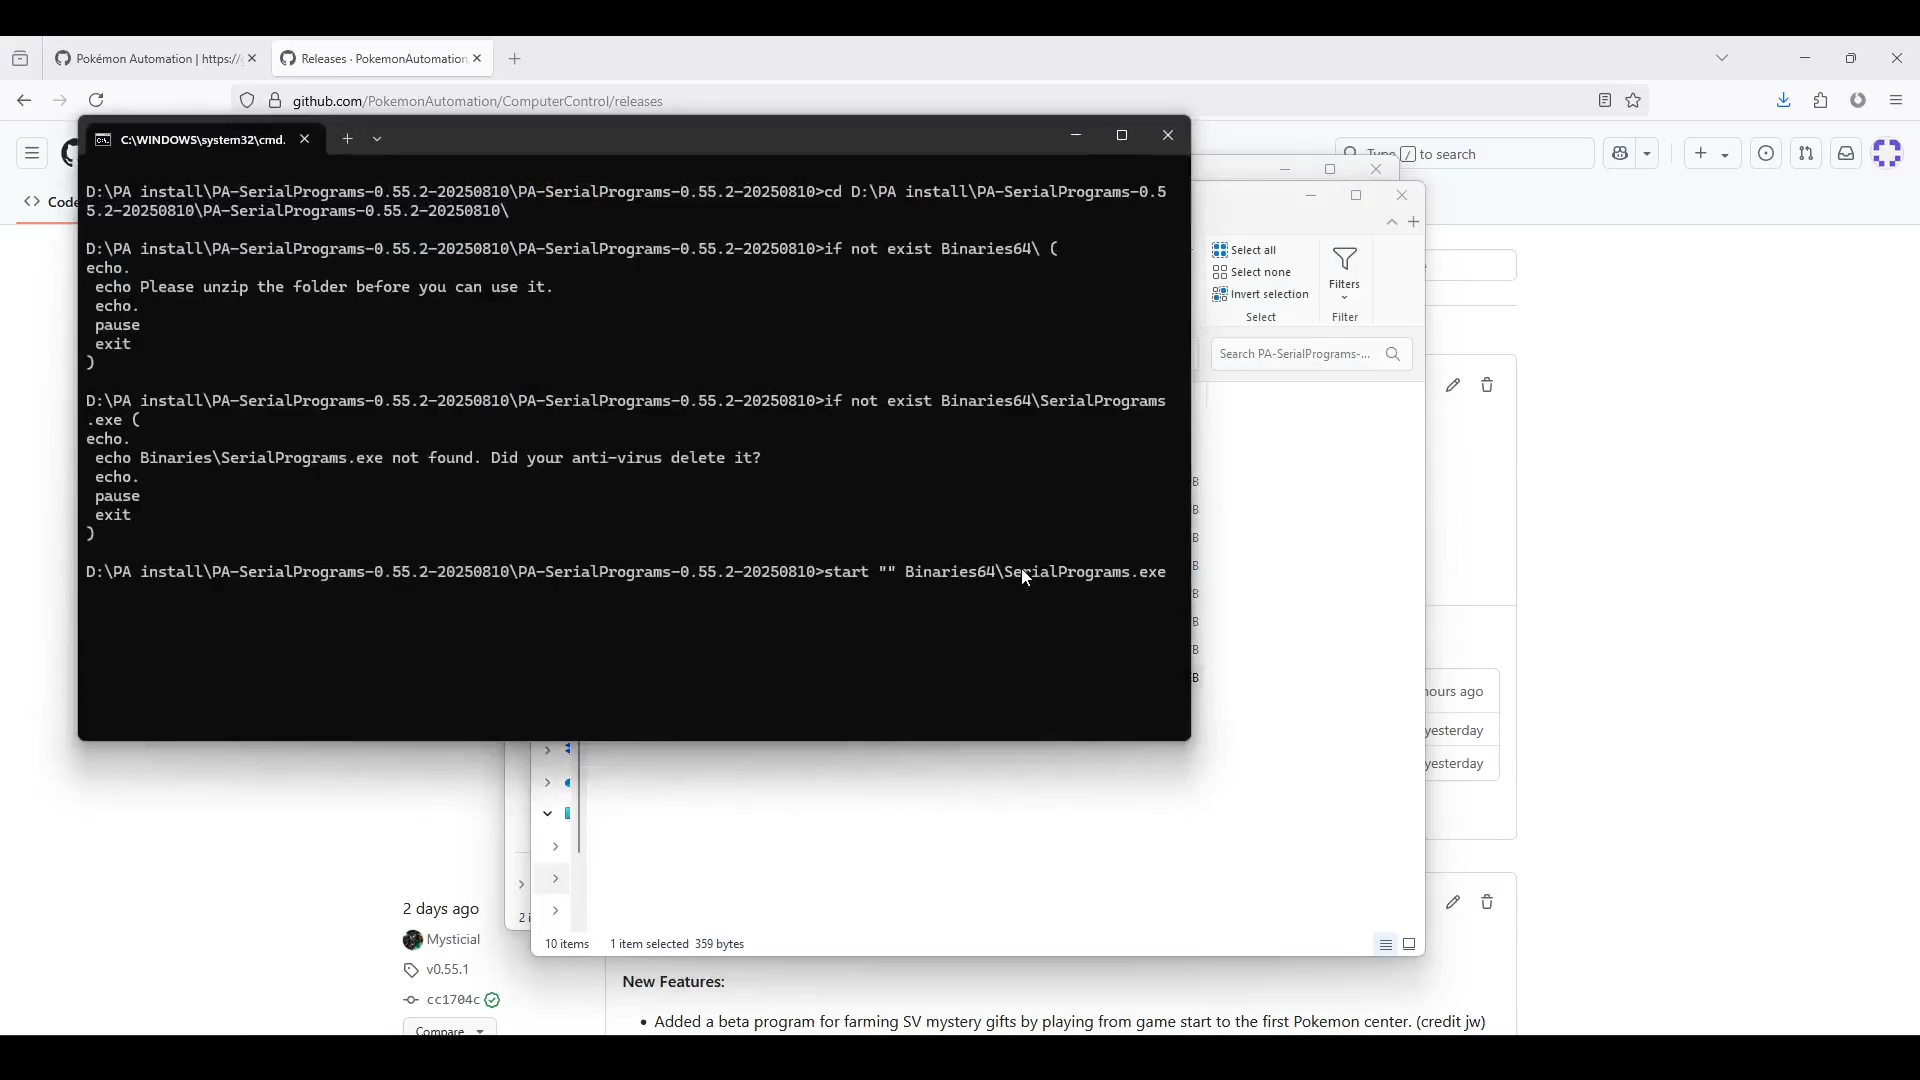 Pokémon Automation | https://
Releases · PokemonAutomation
github.com/PokemonAutomation/ComputerControl/releases
C:\WINDOWS\system32\cmd.
Type / to search
<> Code
D:\PA install\PA-SerialPrograms-0.55.2-20250810\PA-SerialPrograms-0.55.2-20250810>cd D:\PA install\PA-SerialPrograms-0.5
5.2-20250810\PA-SerialPrograms-0.55.2-20250810\
D:\PA install\PA-SerialPrograms-0.55.2-20250810\PA-SerialPrograms-0.55.2-20250810>if not exist Binaries64\ (
echo.
echo Please unzip the folder before you can use it.
echo.
pause
exit
)
D:\PA install\PA-SerialPrograms-0.55.2-20250810\PA-SerialPrograms-0.55.2-20250810>if not exist Binaries64\SerialPrograms
.exe (
echo.
echo Binaries\SerialPrograms.exe not found. Did your anti-virus delete it?
echo.
pause
exit
)
D:\PA install\PA-SerialPrograms-0.55.2-20250810\PA-SerialPrograms-0.55.2-20250810>start "" Binaries64\SerialPrograms.exe
Select all
Select none
Invert selection
Select
Filters
Filter
Search PA-SerialPrograms-...
B
B
B
B
B
B
B
B
hours ago
yesterday
yesterday
2 i
10 items
1 item selected 359 bytes
2 days ago
Mysticial
v0.55.1
cc1704c
Compare
New Features:
• Added a beta program for farming SV mystery gifts by playing from game start to the first Pokemon center. (credit jw)